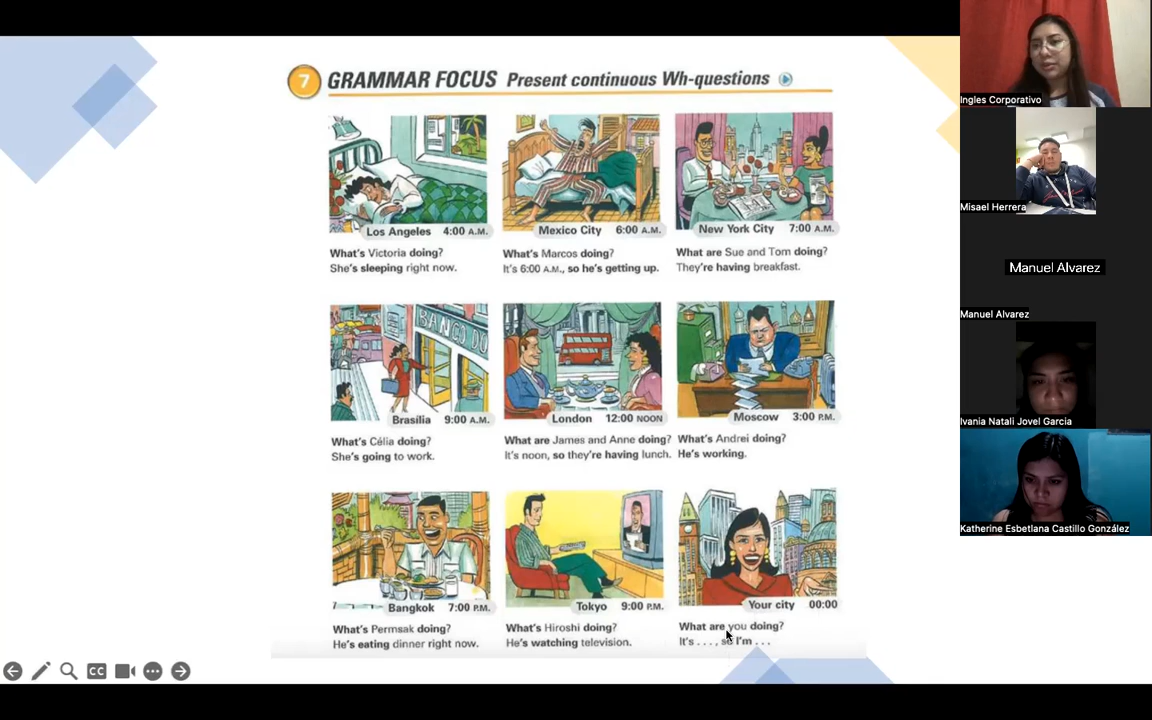 7 GRAMMAR FOCUS Present continuous Wh-questions
Los Angeles 4:00 A.M.
What's Victoria doing?
She's sleeping right now.
Mexico City 6:00 A.M.
What's Marcos doing?
It's 6:00 A.M., so he's getting up.
New York City 7:00 A.M.
What are Sue and Tom doing?
They're having breakfast.
BANCO DO
Brasília 9:00 A.M.
What's Célia doing?
She's going to work.
London 12:00 NOON
What are James and Anne doing?
It's noon, so they're having lunch.
Moscow 3:00 P.M.
What's Andrei doing?
He's working.
Bangkok 7:00 P.M.
What's Permsak doing?
He's eating dinner right now.
Tokyo 9:00 P.M.
What's Hiroshi doing?
He's watching television.
Your city 00:00
What are you doing?
It's . . . , so I'm . . .
CC
Ingles Corporativo
Misael Herrera
Manuel Alvarez
Manuel Alvarez
Ivania Natali Jovel Garcia
Katherine Esbetlana Castillo González